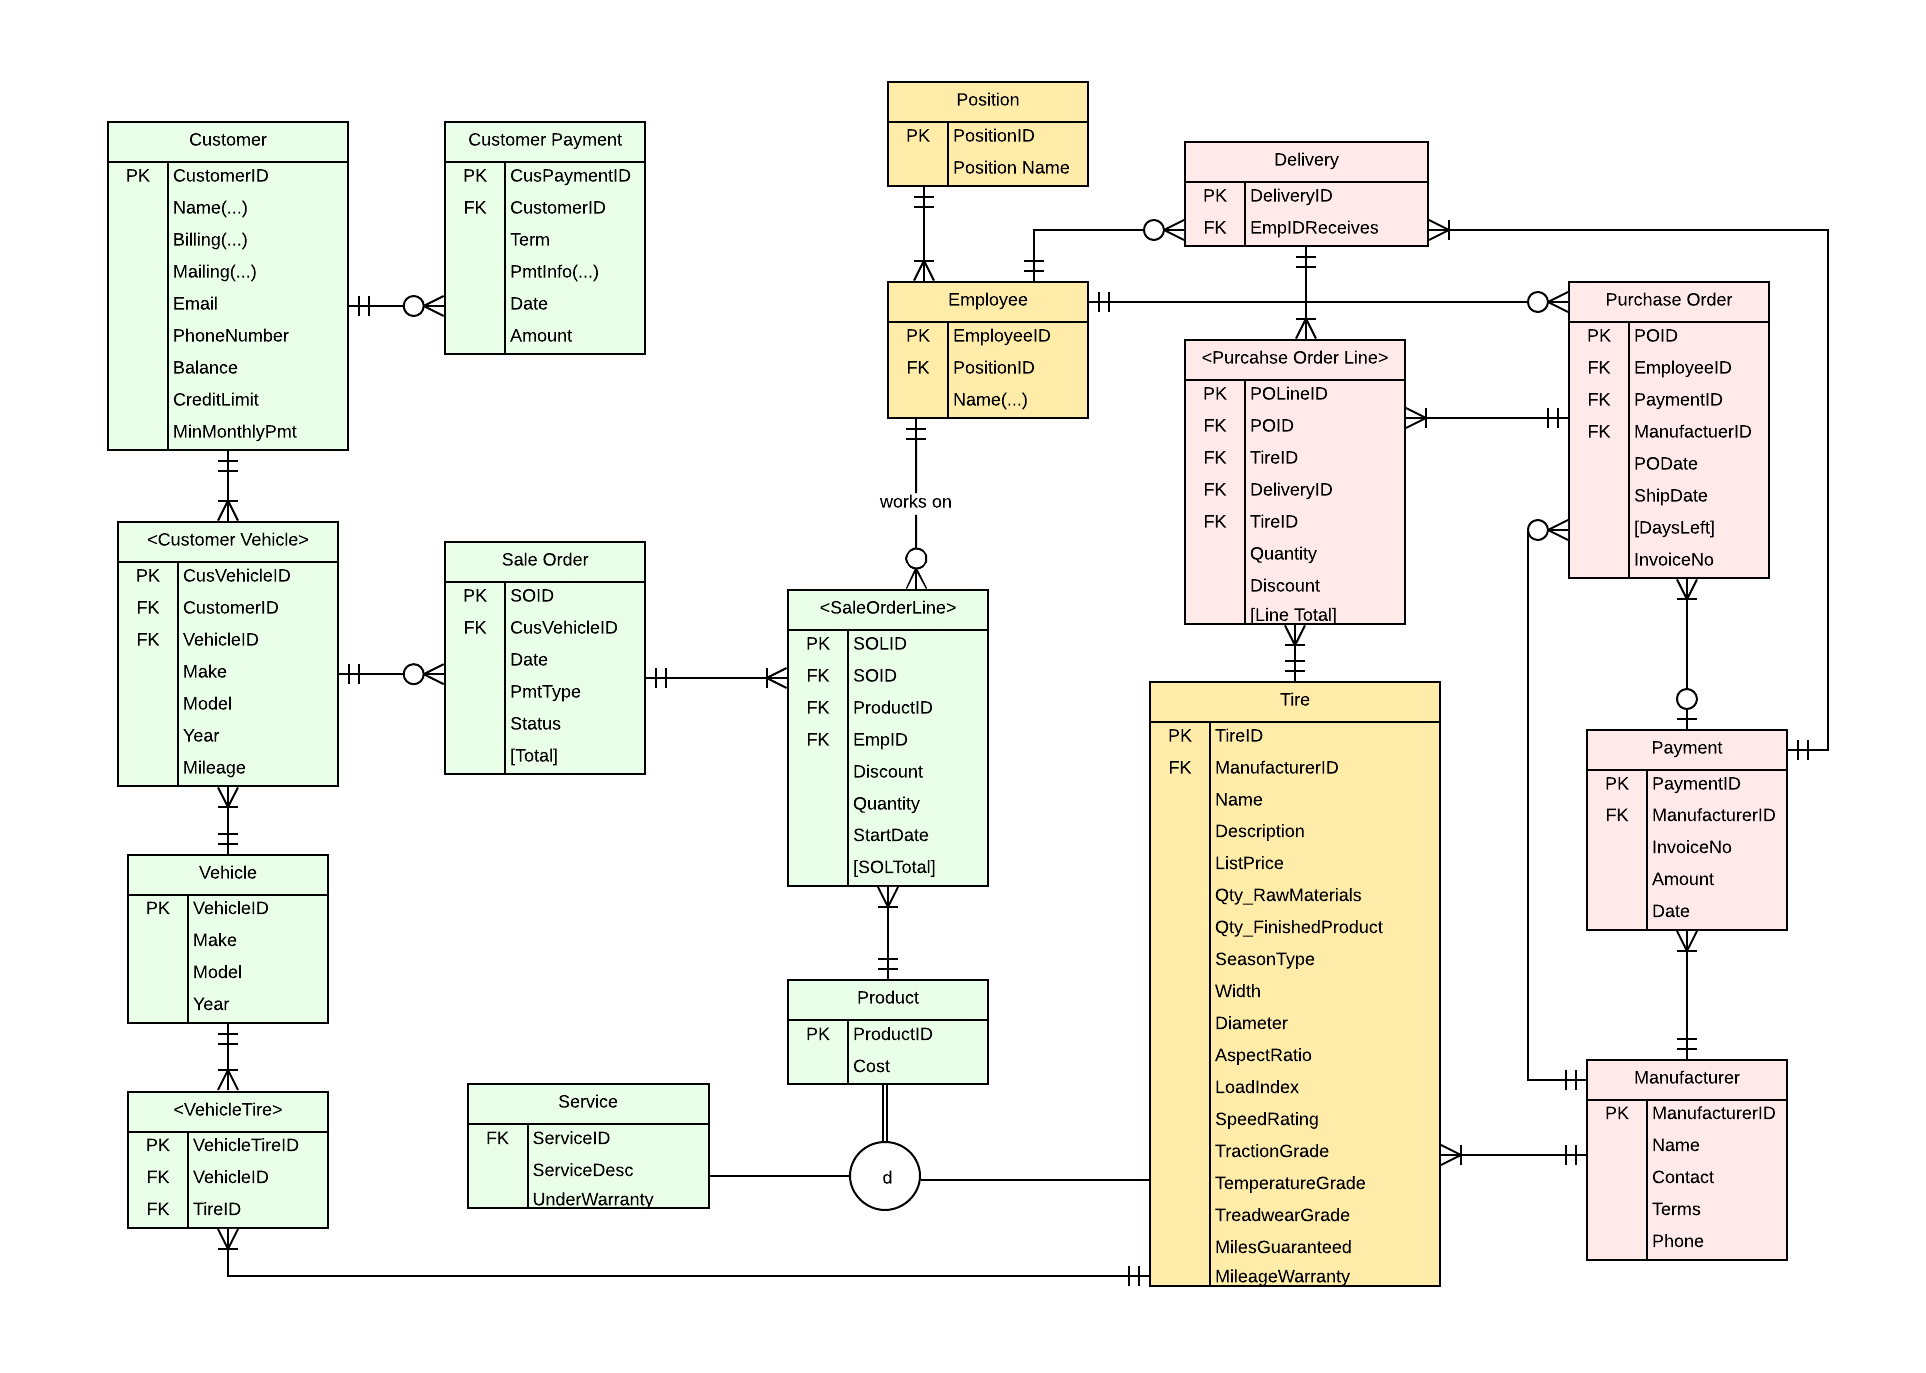 Customer
PK CustomerID
Name(...)
Billing(...)
Mailing(...)
Email
PhoneNumber
Balance
CreditLimit
MinMonthlyPmt
Customer Payment
PK CusPaymentID
FK CustomerID
Term
PmtInfo(...)
Date
Amount
Position
PK PositionID
Position Name
Delivery
PK DeliveryID
FK EmpIDReceives
Employee
PK EmployeeID
FK PositionID
Name(...)
works on
<Purcahse Order Line>
PK POLineID
FK POID
FK TireID
FK DeliveryID
FK TireID
Quantity
Discount
[Line Total]
Purchase Order
PK POID
FK EmployeeID
FK PaymentID
FK ManufactuerID
PODate
ShipDate
[DaysLeft]
InvoiceNo
<Customer Vehicle>
PK CusVehicleID
FK CustomerID
FK VehicleID
Make
Model
Year
Mileage
Sale Order
PK SOID
FK CusVehicleID
Date
PmtType
Status
[Total]
<SaleOrderLine>
PK SOLID
FK SOID
FK ProductID
FK EmpID
Discount
Quantity
StartDate
[SOLTotal]
Tire
PK TireID
FK ManufacturerID
Name
Description
ListPrice
Qty_RawMaterials
Qty_FinishedProduct
SeasonType
Width
Diameter
AspectRatio
LoadIndex
SpeedRating
TractionGrade
TemperatureGrade
TreadwearGrade
MilesGuaranteed
MileageWarranty
Payment
PK PaymentID
FK ManufacturerID
InvoiceNo
Amount
Date
Vehicle
PK VehicleID
Make
Model
Year
Product
PK ProductID
Cost
Manufacturer
PK ManufacturerID
Name
Contact
Terms
Phone
<VehicleTire>
PK VehicleTireID
FK VehicleID
FK TireID
Service
FK ServiceID
ServiceDesc
UnderWarranty
d